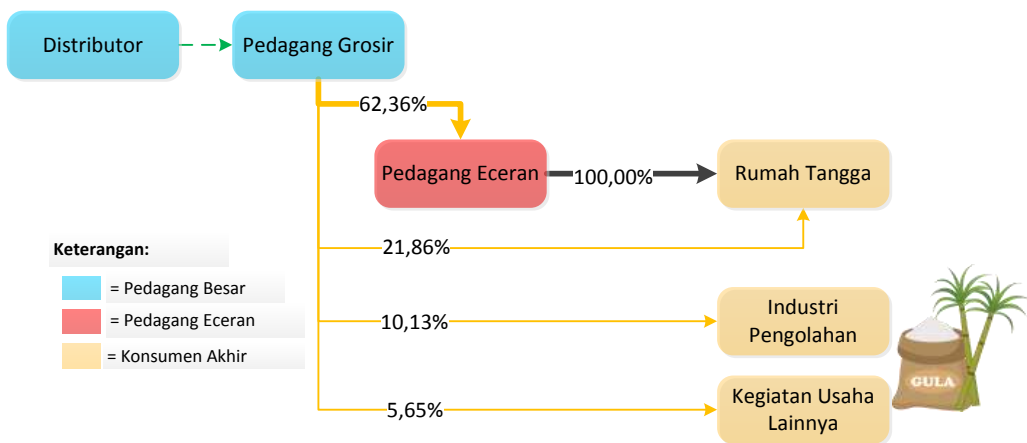 Distributor
Pedagang Grosir
62,36%
Pedagang Eceran
100,00%
Rumah Tangga
21,86%
Keterangan:
= Pedagang Besar
= Pedagang Eceran
= Konsumen Akhir
10,13%
Industri
Pengolahan
GULA
5,65%
Kegiatan Usaha
Lainnya